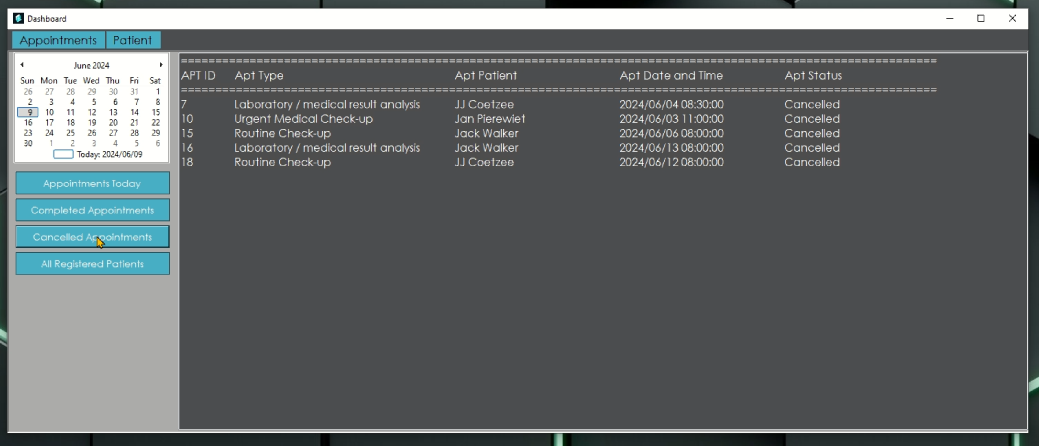 Dashboard
Appointments Patient
June 2024
Sun Mon Tue Wed Thu Fri Sat
26 27 28 29 30 31 1
2 3 4 5 6 7 8
9 10 11 12 13 14 15
16 17 18 19 20 21 22
23 24 25 26 27 28 29
30 1 2 3 4 5 6
Today: 2024/06/09
Appointments Today
Completed Appointments
Cancelled Appointments
All Registered Patients
APT ID Apt Type Apt Patient Apt Date and Time Apt Status
7 Laboratory / medical result analysis JJ Coetzee 2024/06/04 08:30:00 Cancelled
10 Urgent Medical Check-up Jan Pierewiet 2024/06/03 11:00:00 Cancelled
15 Routine Check-up Jack Walker 2024/06/06 08:00:00 Cancelled
16 Laboratory / medical result analysis Jack Walker 2024/06/13 08:00:00 Cancelled
18 Routine Check-up JJ Coetzee 2024/06/12 08:00:00 Cancelled